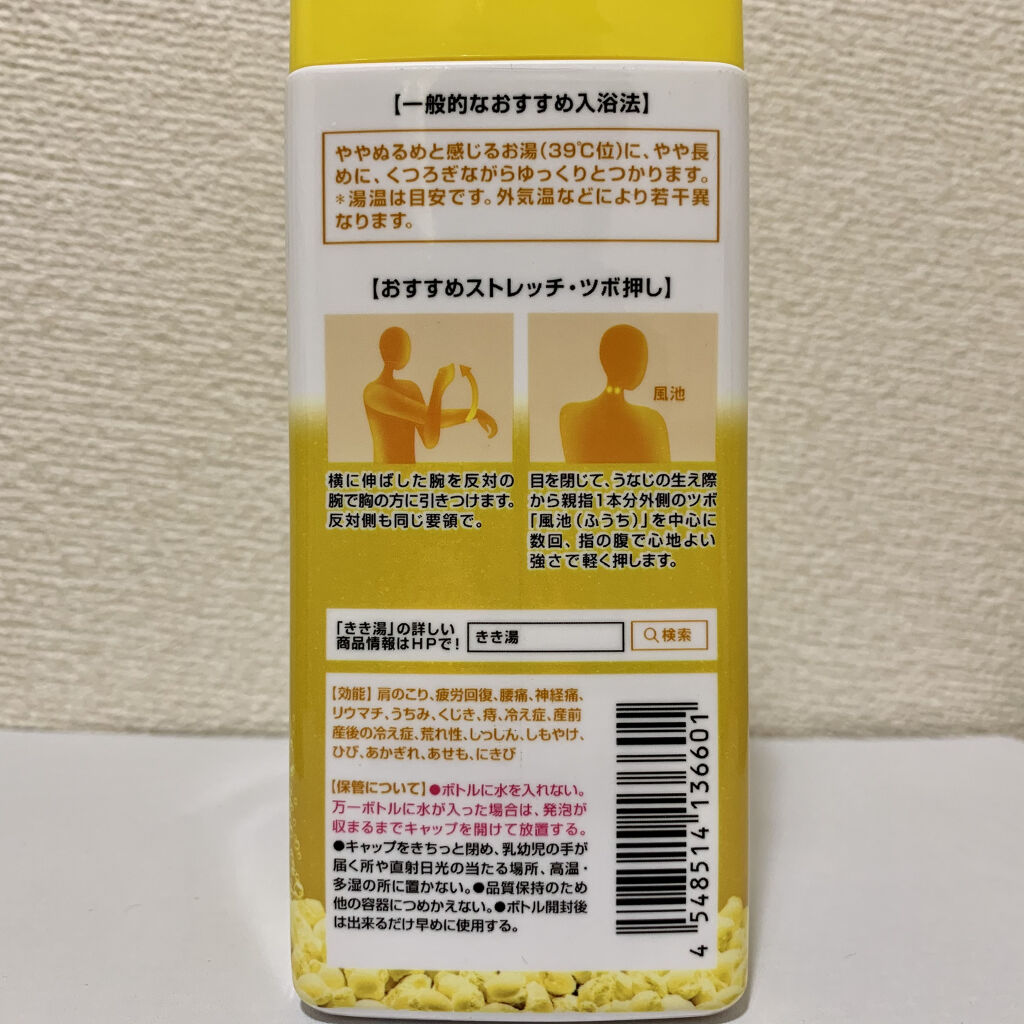 【一般的なおすすめ入浴法】
ややぬるめと感じるお湯(39℃位)に、やや長
めに、くつろぎながらゆっくりとつかります。
*湯温は目安です。外気温などにより若干異
なります。
【おすすめストレッチ・ツボ押し】
横に伸ばした腕を反対の
腕で胸の方に引きつけます。
反対側も同じ要領で。
風池
目を閉じて、うなじの生え際
から親指1本分外側のツボ
「風池(ふうち)」を中心に
数回、指の腹で心地よい
強さで軽く押します。
「きき湯」の詳しい
商品情報はHPで!
きき湯
検索
【効能】肩のこり、疲労回復、腰痛、神経痛、
リウマチ、うちみ、くじき、痔、冷え症、産前
産後の冷え症、荒れ性、しっしん、しもやけ、
ひび、あかぎれ、あせも、にきび
【保管について】●ボトルに水を入れない。
万一ボトルに水が入った場合は、発泡が
収まるまでキャップを開けて放置する。
●キャップをきちっと閉め、乳幼児の手が
届く所や直射日光の当たる場所、高温・
多湿の所に置かない。●品質保持のため
他の容器につめかえない。●ボトル開封後
は出来るだけ早めに使用する。
4 548514 136601